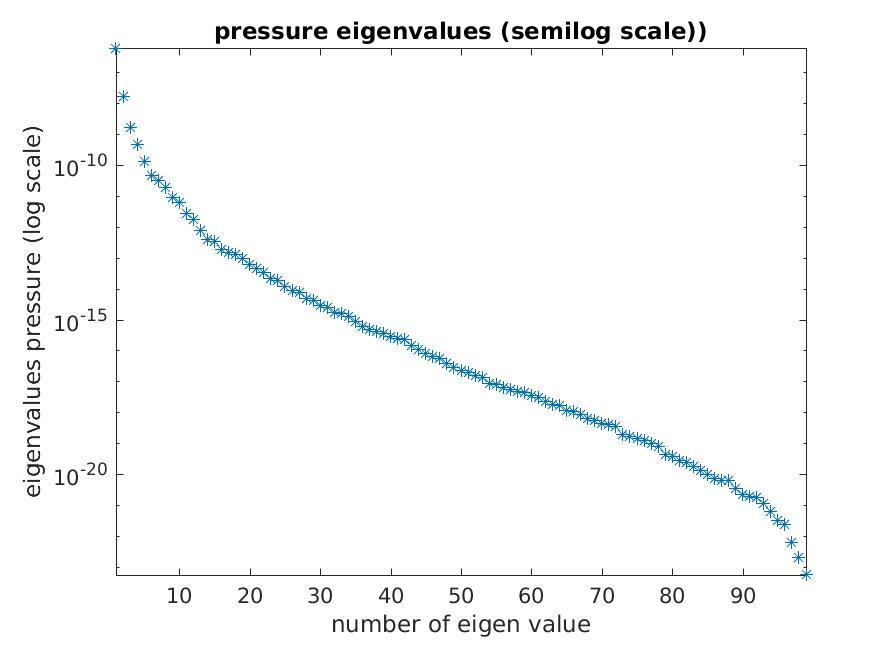 pressure eigenvalues (semilog scale))
eigenvalues pressure (log scale)
10^-10
10^-15
10^-20
10 20 30 40 50 60 70 80 90
number of eigen value